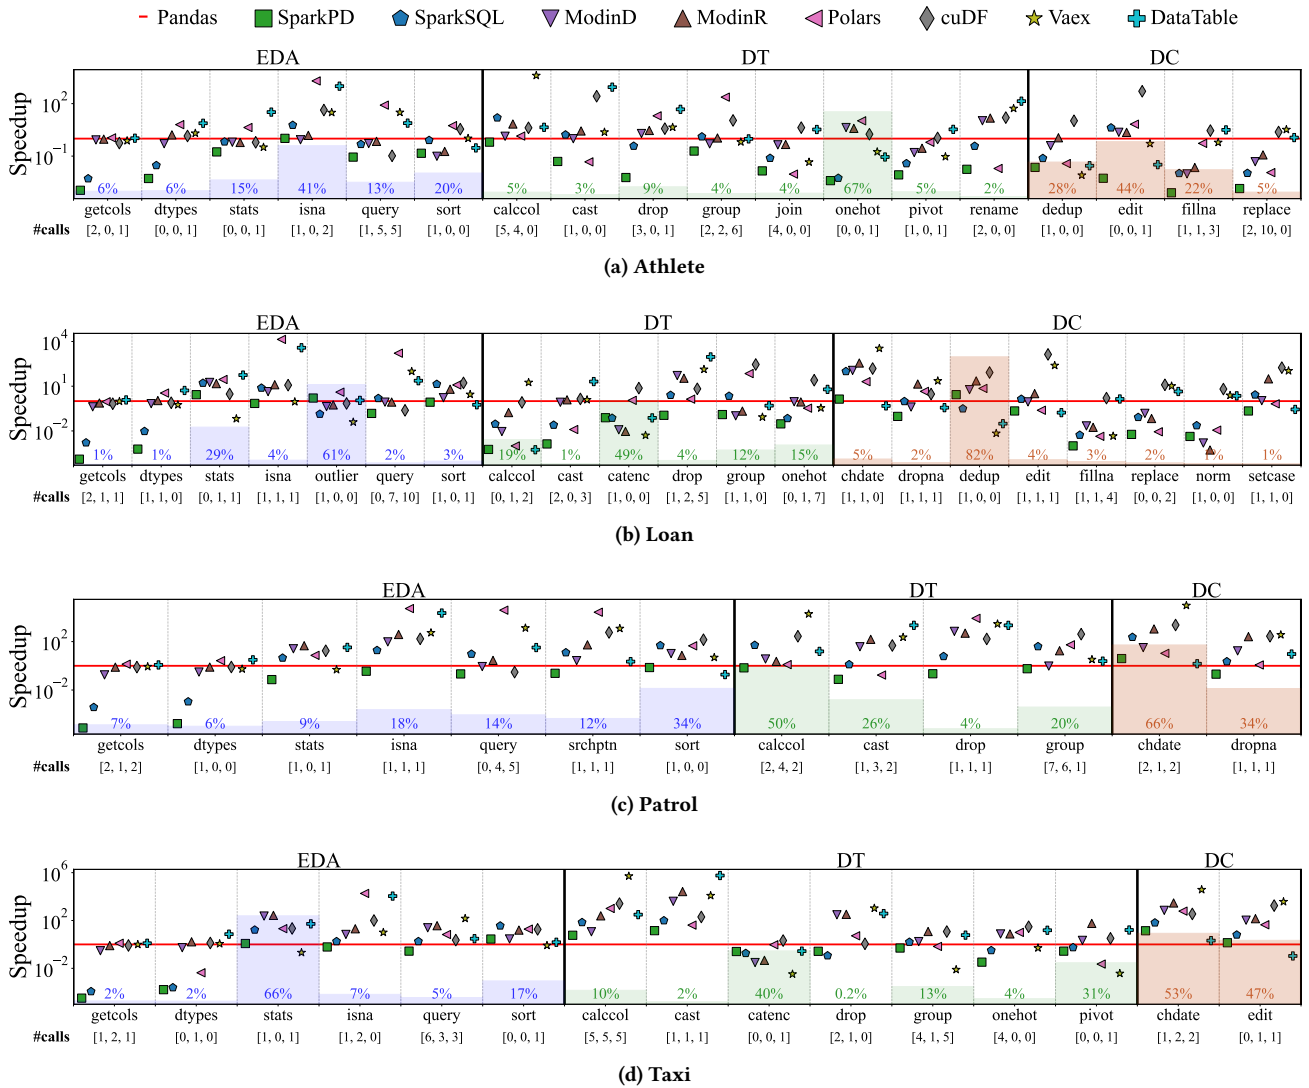 Pandas SparkPD SparkSQL ModinD ModinR Polars cuDF Vaex DataTable
EDA DT DC
Speedup
10^2
10^-1
6% 6% 15% 41% 13% 20% 5% 3% 9% 4% 4% 67% 5% 2% 28% 44% 22% 5%
getcols dtypes stats isna query sort calccol cast drop group join onehot pivot rename dedup edit fillna replace
#calls [2, 0, 1] [0, 0, 1] [0, 0, 1] [1, 0, 2] [1, 5, 5] [1, 0, 0] [5, 4, 0] [1, 0, 0] [3, 0, 1] [2, 2, 6] [4, 0, 0] [0, 0, 1] [1, 0, 1] [2, 0, 0] [1, 0, 0] [0, 0, 1] [1, 1, 3] [2, 10, 0]
(a) Athlete
EDA DT DC
Speedup
10^4
10^1
10^-2
1% 1% 29% 4% 61% 2% 3% 19% 1% 49% 4% 12% 15% 5% 2% 82% 4% 3% 2% 1% 1%
getcols dtypes stats isna outlier query sort calccol cast catenc drop group onehot chdate dropna dedup edit fillna replace norm setcase
#calls [2, 1, 1] [1, 1, 0] [0, 1, 1] [1, 1, 1] [1, 0, 0] [0, 7, 10] [1, 0, 1] [0, 1, 2] [2, 0, 3] [1, 0, 0] [1, 2, 5] [1, 1, 0] [0, 1, 7] [1, 1, 0] [1, 1, 1] [1, 0, 0] [1, 1, 1] [1, 1, 4] [0, 0, 2] [1, 0, 0] [1, 1, 0]
(b) Loan
EDA DT DC
Speedup
10^2
10^-2
7% 6% 9% 18% 14% 12% 34% 50% 26% 4% 20% 66% 34%
getcols dtypes stats isna query srchptn sort calccol cast drop group chdate dropna
#calls [2, 1, 2] [1, 0, 0] [1, 0, 1] [1, 1, 1] [0, 4, 5] [1, 1, 1] [1, 0, 0] [2, 4, 2] [1, 3, 2] [1, 1, 1] [7, 6, 1] [2, 1, 2] [1, 1, 1]
(c) Patrol
EDA DT DC
Speedup
10^6
10^2
10^-2
2% 2% 66% 7% 5% 17% 10% 2% 40% 0.2% 13% 4% 31% 53% 47%
getcols dtypes stats isna query sort calccol cast catenc drop group onehot pivot chdate edit
#calls [1, 2, 1] [0, 1, 0] [1, 0, 1] [1, 2, 0] [6, 3, 3] [0, 0, 1] [5, 5, 5] [1, 1, 1] [0, 0, 1] [2, 1, 0] [4, 1, 5] [4, 0, 0] [0, 0, 1] [1, 2, 2] [0, 1, 1]
(d) Taxi